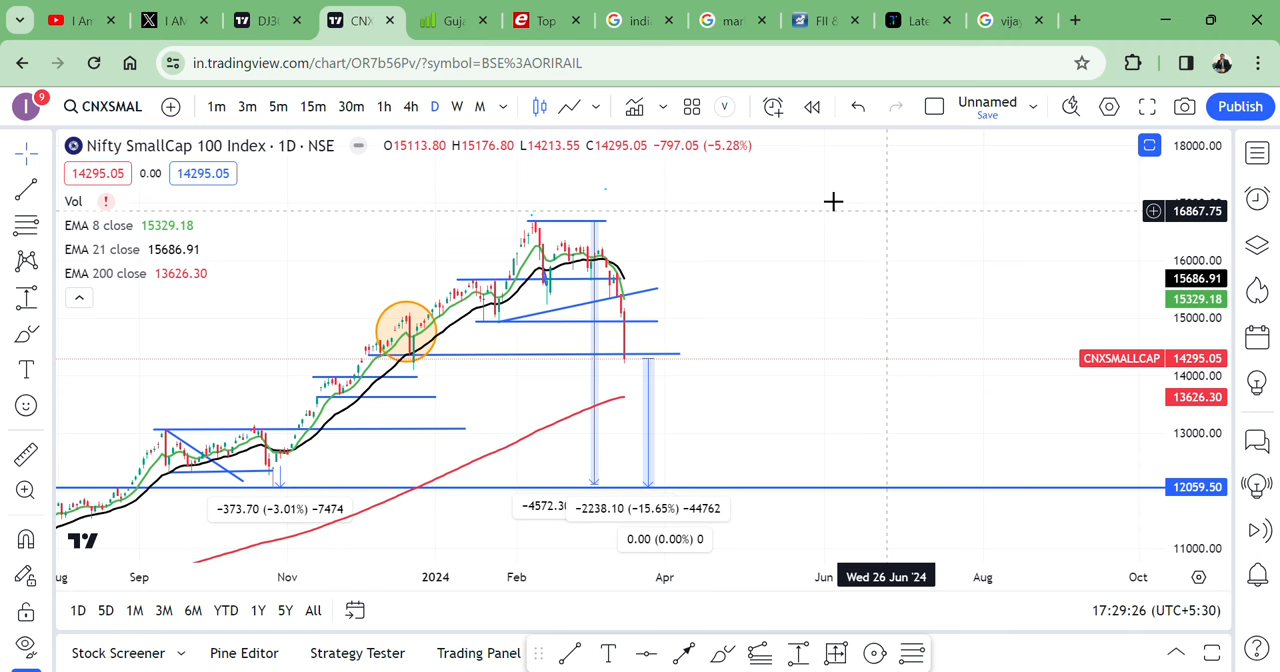 I An
I AM
DJ3(
CNX
Guja
Top
indi
mar
FII &
Late
vijay
in.tradingview.com/chart/OR7b56Pv/?symbol=BSE%3AORIRAIL
I 9 CNXSMAL 1m 3m 5m 15m 30m 1h 4h D W M V Unnamed Save Publish
Nifty SmallCap 100 Index · 1D · NSE O15113.80 H15176.80 L14213.55 C14295.05 −797.05 (−5.28%)
14295.05 0.00 14295.05
Vol !
EMA 8 close 15329.18
EMA 21 close 15686.91
EMA 200 close 13626.30
18000.00
16867.75
16000.00
15686.91
15329.18
15000.00
CNXSMALLCAP 14295.05
14000.00
13626.30
13000.00
12059.50
11000.00
−373.70 (−3.01%) −7474
−4572.3
−2238.10 (−15.65%) −44762
0.00 (0.00%) 0
ug Sep Nov 2024 Feb Apr Jun Wed 26 Jun '24 Aug Oct
1D 5D 1M 3M 6M YTD 1Y 5Y All 17:29:26 (UTC+5:30)
Stock Screener Pine Editor Strategy Tester Trading Panel